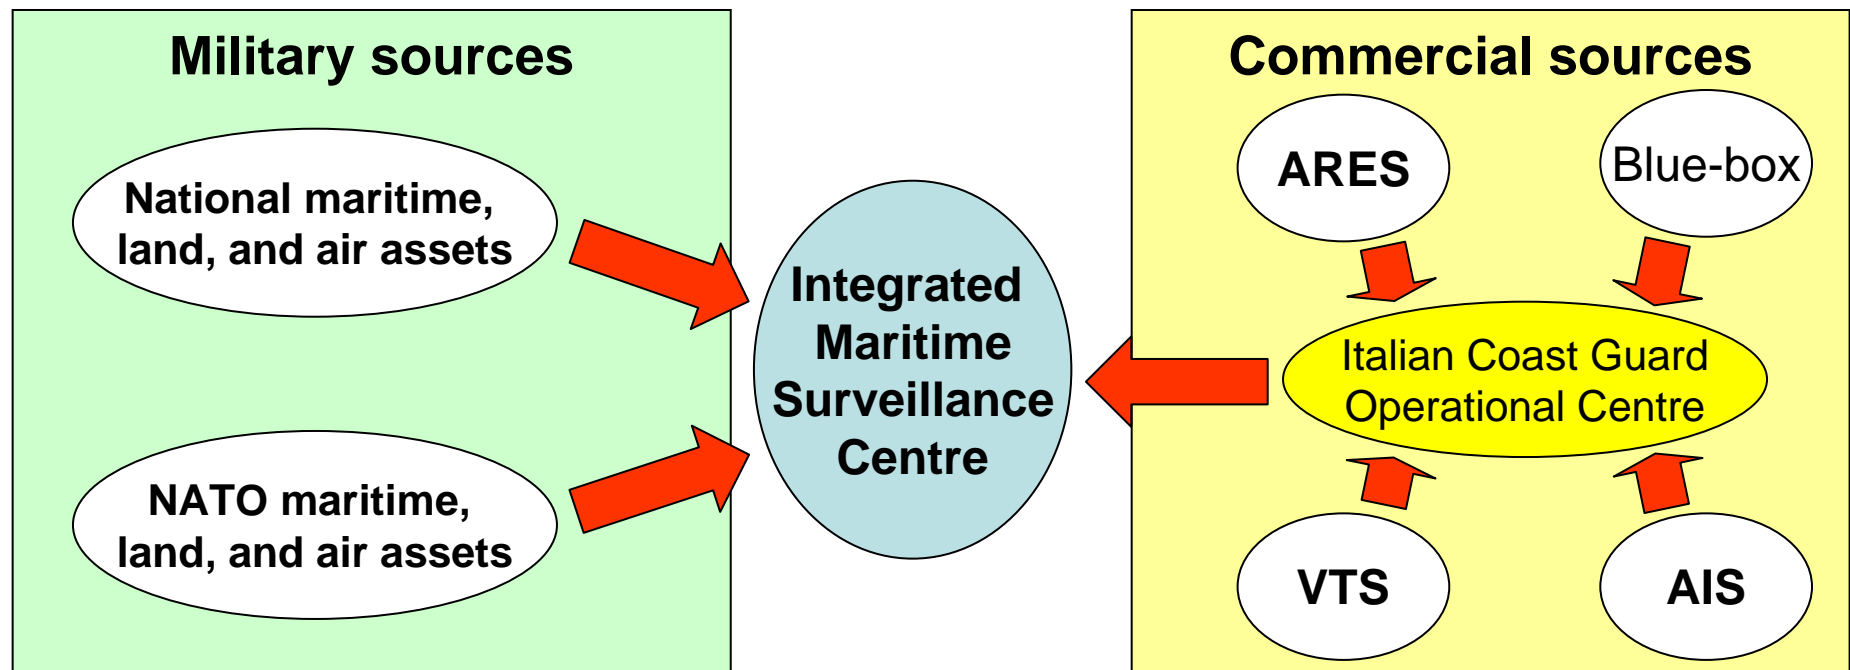 Military sources
National maritime,
land, and air assets
NATO maritime,
land, and air assets
Integrated
Maritime
Surveillance
Centre
Commercial sources
ARES
Blue-box
Italian Coast Guard
Operational Centre
VTS
AIS